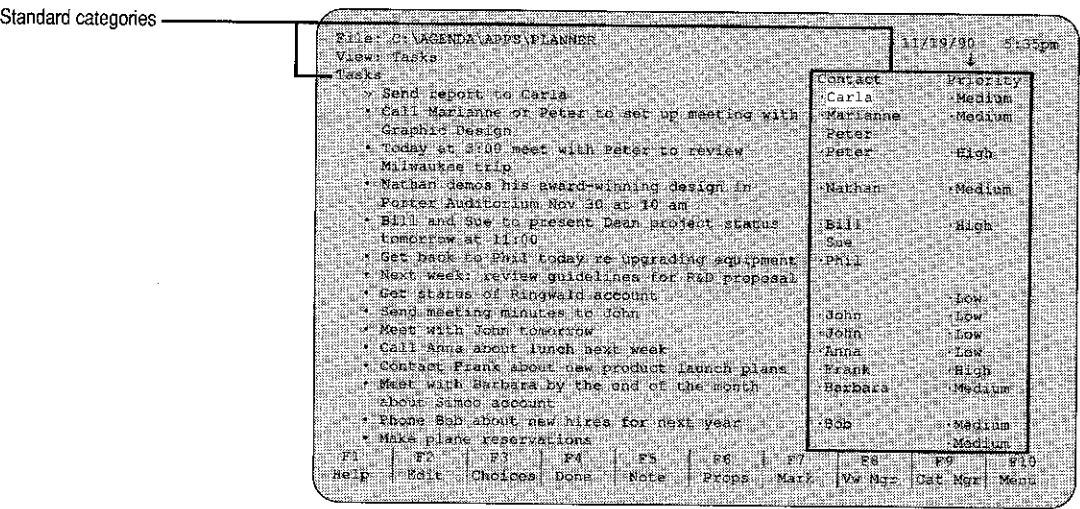 Standard categories
File: C:\AGENDA\APPS\PLANNER 11/19/90 5:35pm
View: Tasks
Tasks Contact Priority
» Send report to Carla ·Carla ·Medium
• Call Marianne or Peter to set up meeting with ·Marianne ·Medium
Graphic Design Peter
• Today at 3:00 meet with Peter to review ·Peter ·High
Milwaukee trip
• Nathan demos his award-winning design in ·Nathan ·Medium
Porter Auditorium Nov 30 at 10 am
• Bill and Sue to present Dean project status ·Bill ·High
tomorrow at 11:00 Sue
• Get back to Phil today re upgrading equipment ·Phil
• Next week: review guidelines for R&D proposal
• Get status of Ringwald account ·Low
• Send meeting minutes to John ·John ·Low
• Meet with John tomorrow ·John ·Low
• Call Anna about lunch next week ·Anna ·Low
• Contact Frank about new product launch plans ·Frank ·High
• Meet with Barbara by the end of the month ·Barbara ·Medium
about Simco account
• Phone Bob about new hires for next year ·Bob ·Medium
• Make plane reservations ·Medium
F1 F2 F3 F4 F5 F6 F7 F8 F9 F10
Help Edit Choices Done Note Props Mark Vw Mgr Cat Mgr Menu